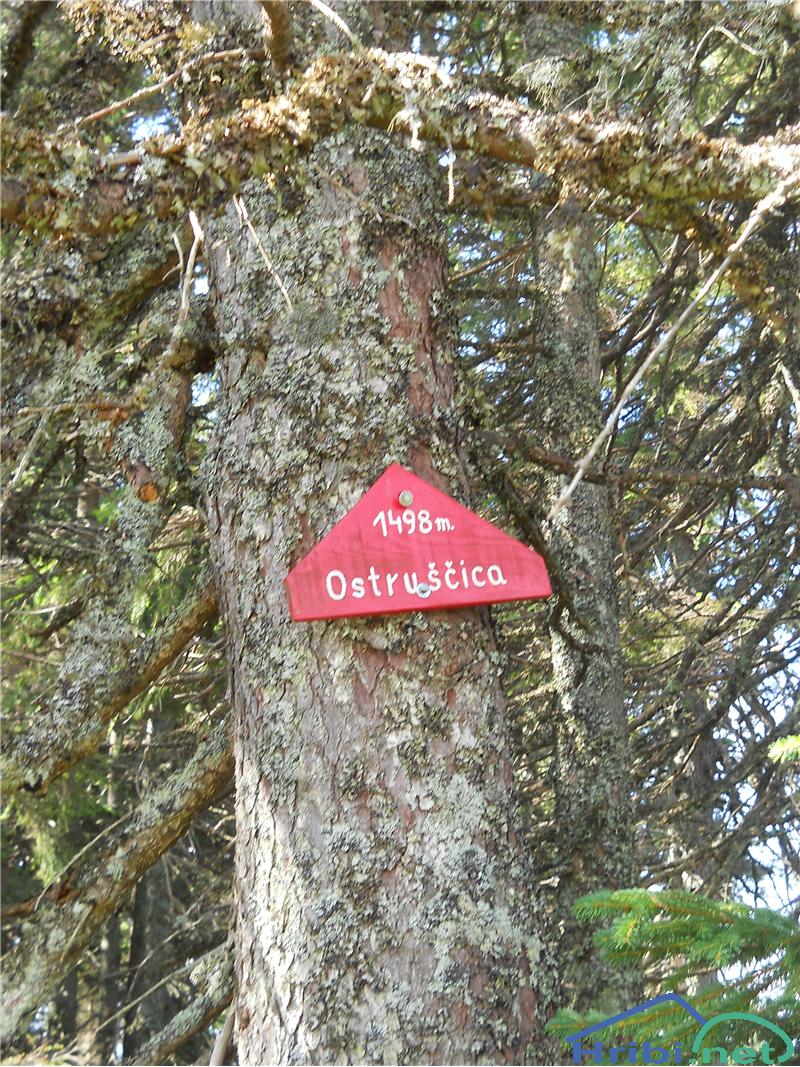 1498 m.
Ostruščica
Hribi.net